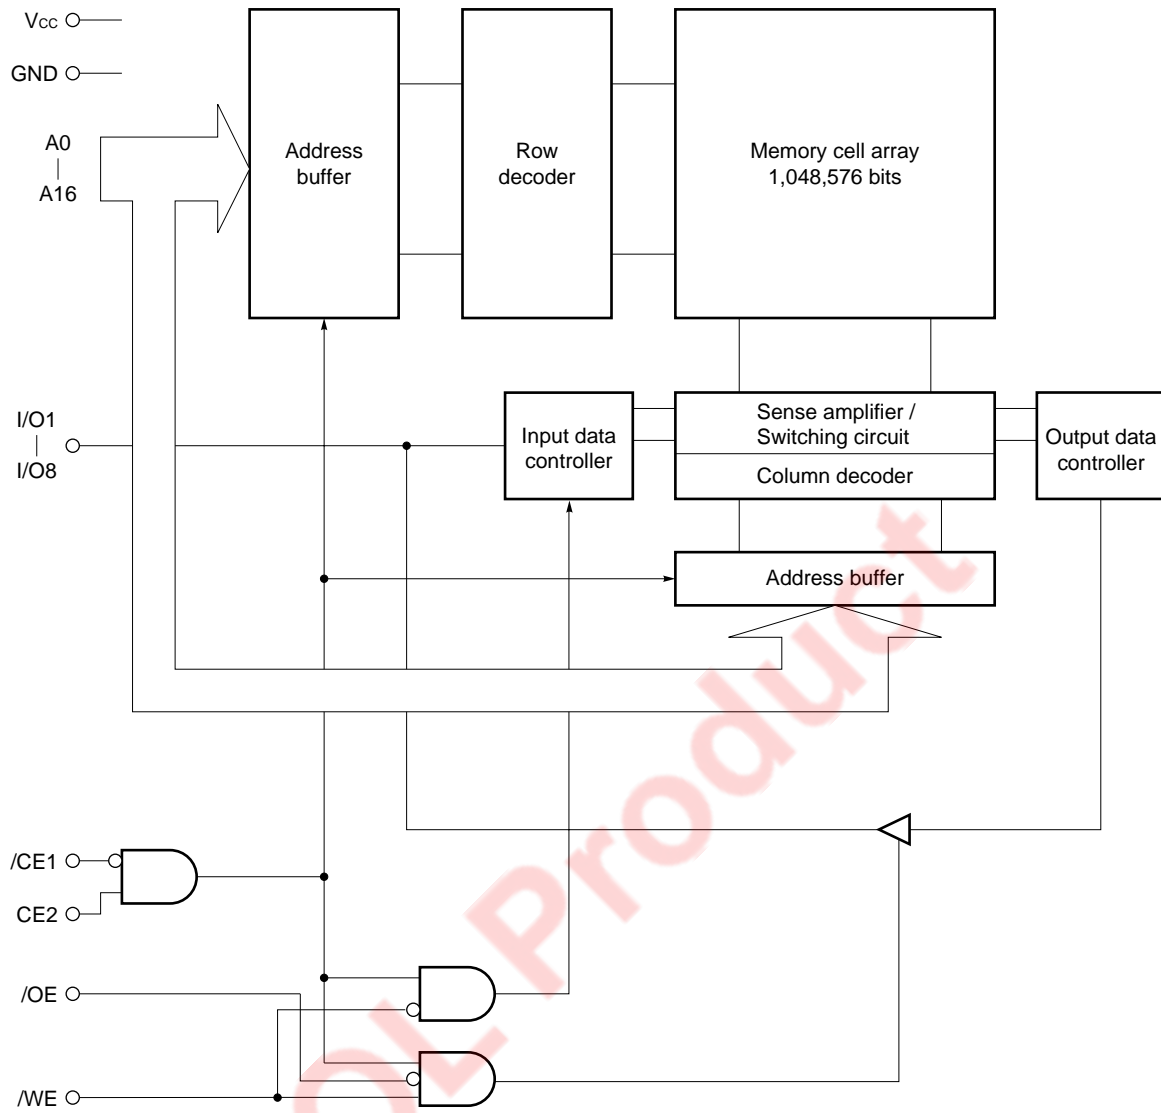 Vcc
GND
A0
A16
Address
buffer
Row
decoder
Memory cell array
1,048,576 bits
I/O1
I/O8
Input data
controller
Sense amplifier /
Switching circuit
Column decoder
Output data
controller
Address buffer
/CE1
CE2
/OE
/WE
OL Product